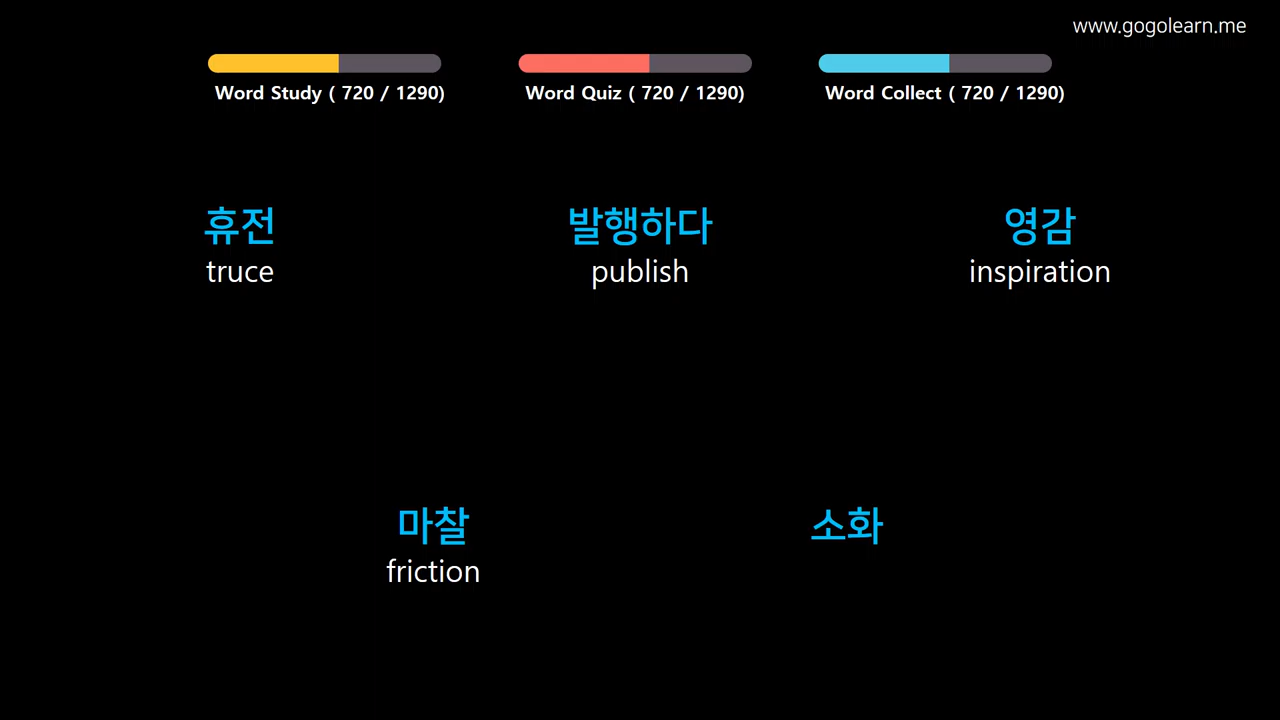 www.gogolearn.me
Word Study ( 720 / 1290)
Word Quiz ( 720 / 1290)
Word Collect ( 720 / 1290)
휴전
truce
발행하다
publish
영감
inspiration
마찰
friction
소화